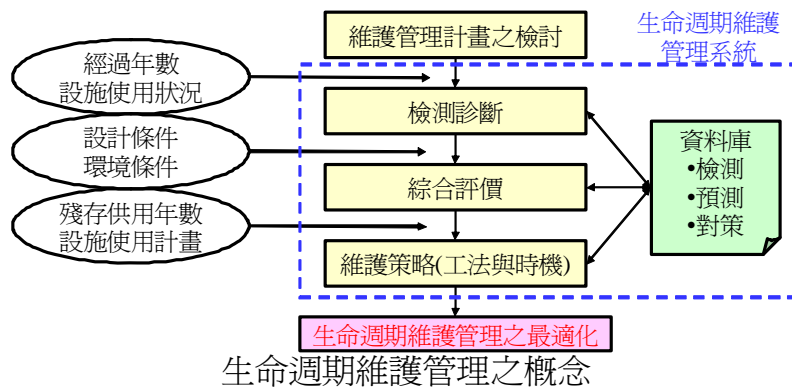 維護管理計畫之檢討
生命週期維護
管理系統
經過年數
設施使用狀況
檢測診斷
設計條件
環境條件
綜合評價
資料庫
•檢測
•預測
•對策
殘存供用年數
設施使用計畫
維護策略(工法與時機)
生命週期維護管理之最適化
生命週期維護管理之概念